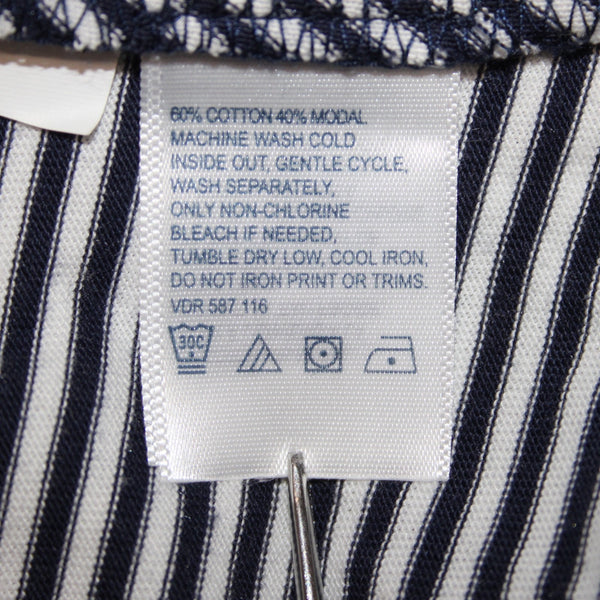 60% COTTON 40% MODAL
MACHINE WASH COLD
INSIDE OUT, GENTLE CYCLE,
WASH SEPARATELY,
ONLY NON-CHLORINE
BLEACH IF NEEDED,
TUMBLE DRY LOW, COOL IRON,
DO NOT IRON PRINT OR TRIMS.
VDR 587 116
30C